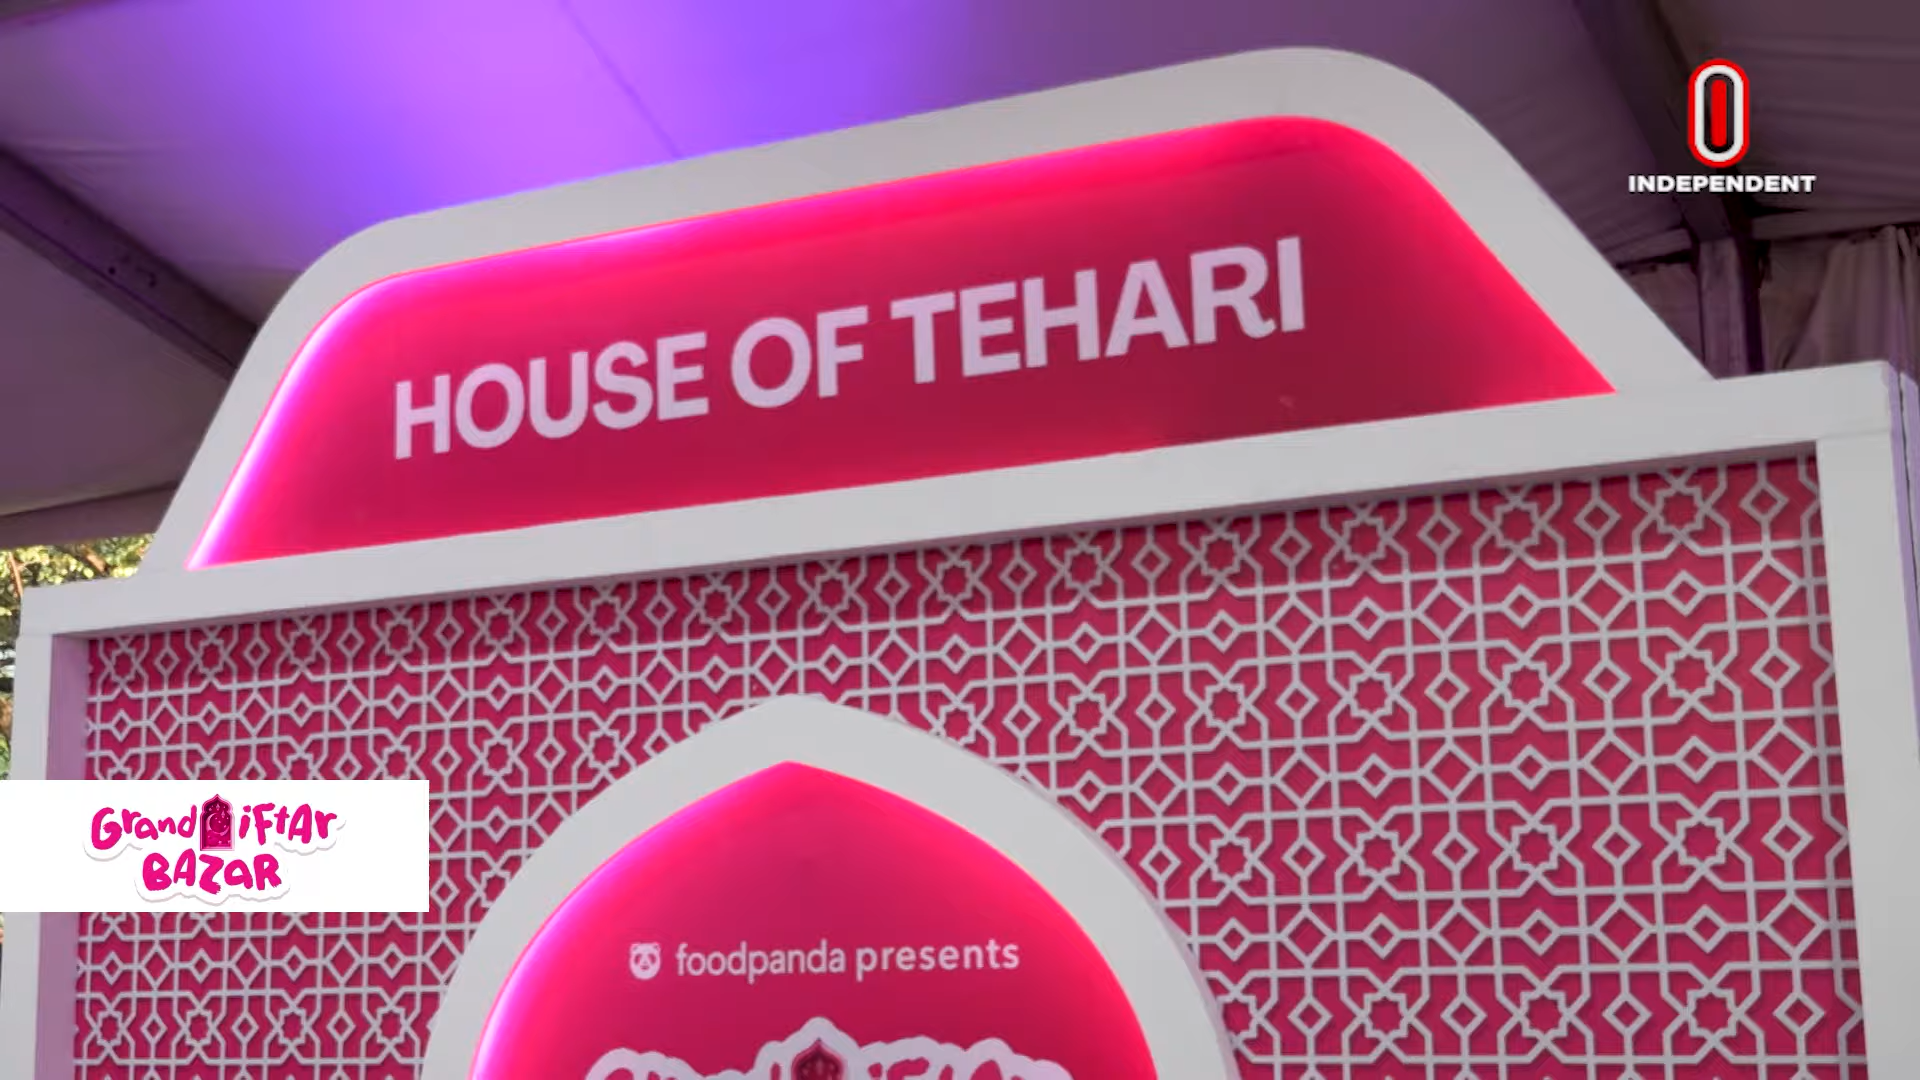 INDEPENDENT
HOUSE OF TEHARI
Grand iftar
BAZAR
foodpanda presents